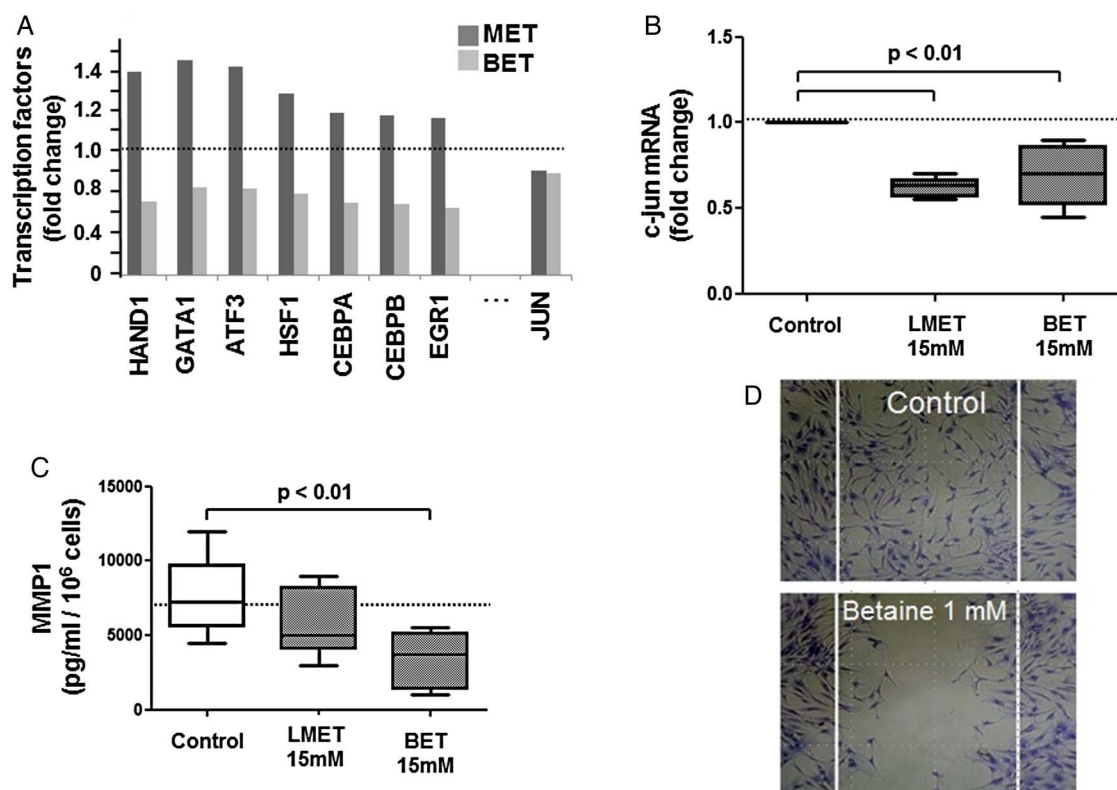 A
Transcription factors
(fold change)
1.4
1.2
1.0
0.8
0.4
0
MET
BET
HAND1
GATA1
ATF3
HSF1
CEBPA
CEBPB
EGR1
...
JUN
B
c-jun mRNA
(fold change)
1.5
1.0
0.5
0.0
p < 0.01
Control
LMET
15mM
BET
15mM
C
MMP1
(pg/ml / 10⁶ cells)
15000
10000
5000
0
p < 0.01
Control
LMET
15mM
BET
15mM
D
Control
Betaine 1 mM